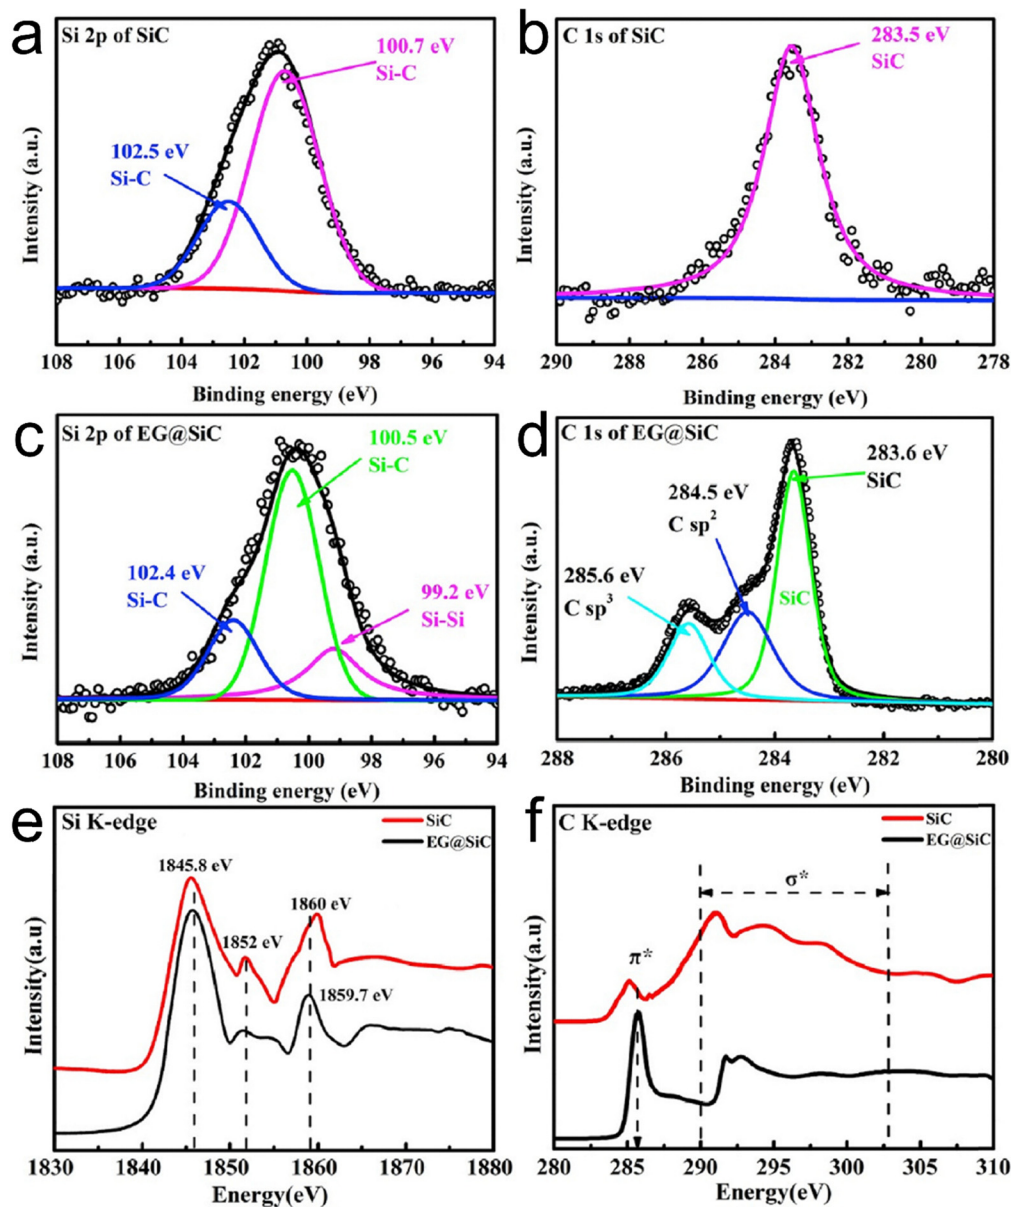 a
Si 2p of SiC
100.7 eV
Si-C
102.5 eV
Si-C
Intensity (a.u.)
108 106 104 102 100 98 96 94
Binding energy (eV)
b
C 1s of SiC
283.5 eV
SiC
Intensity (a.u.)
290 288 286 284 282 280 278
Binding energy (eV)
c
Si 2p of EG@SiC
100.5 eV
Si-C
102.4 eV
Si-C
99.2 eV
Si-Si
Intensity (a.u.)
108 106 104 102 100 98 96 94
Binding energy (eV)
d
C 1s of EG@SiC
283.6 eV
SiC
284.5 eV
C sp²
285.6 eV
C sp³
SiC
Intensity (a.u.)
288 286 284 282 280
Binding energy (eV)
e
Si K-edge
SiC
EG@SiC
1845.8 eV
1852 eV
1860 eV
1859.7 eV
Intensity(a.u)
1830 1840 1850 1860 1870 1880
Energy(eV)
f
C K-edge
SiC
EG@SiC
σ*
π*
Intensity(a.u)
280 285 290 295 300 305 310
Energy(eV)